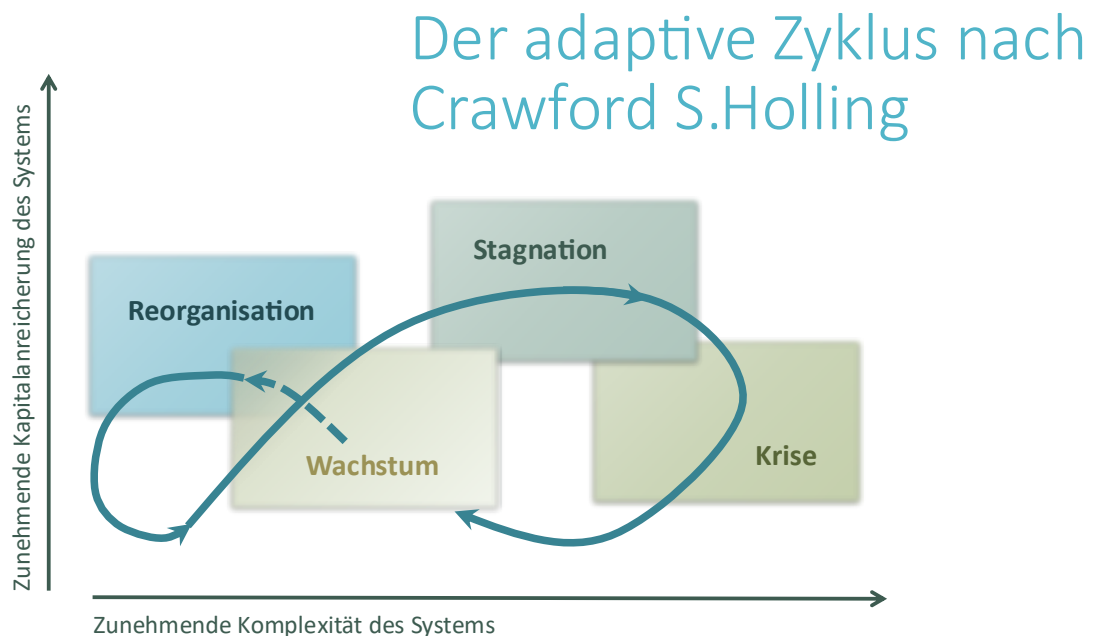 Der adaptive Zyklus nach
Crawford S.Holling
Zunehmende Kapitalanreicherung des Systems
Stagnation
Reorganisation
Wachstum
Krise
Zunehmende Komplexität des Systems